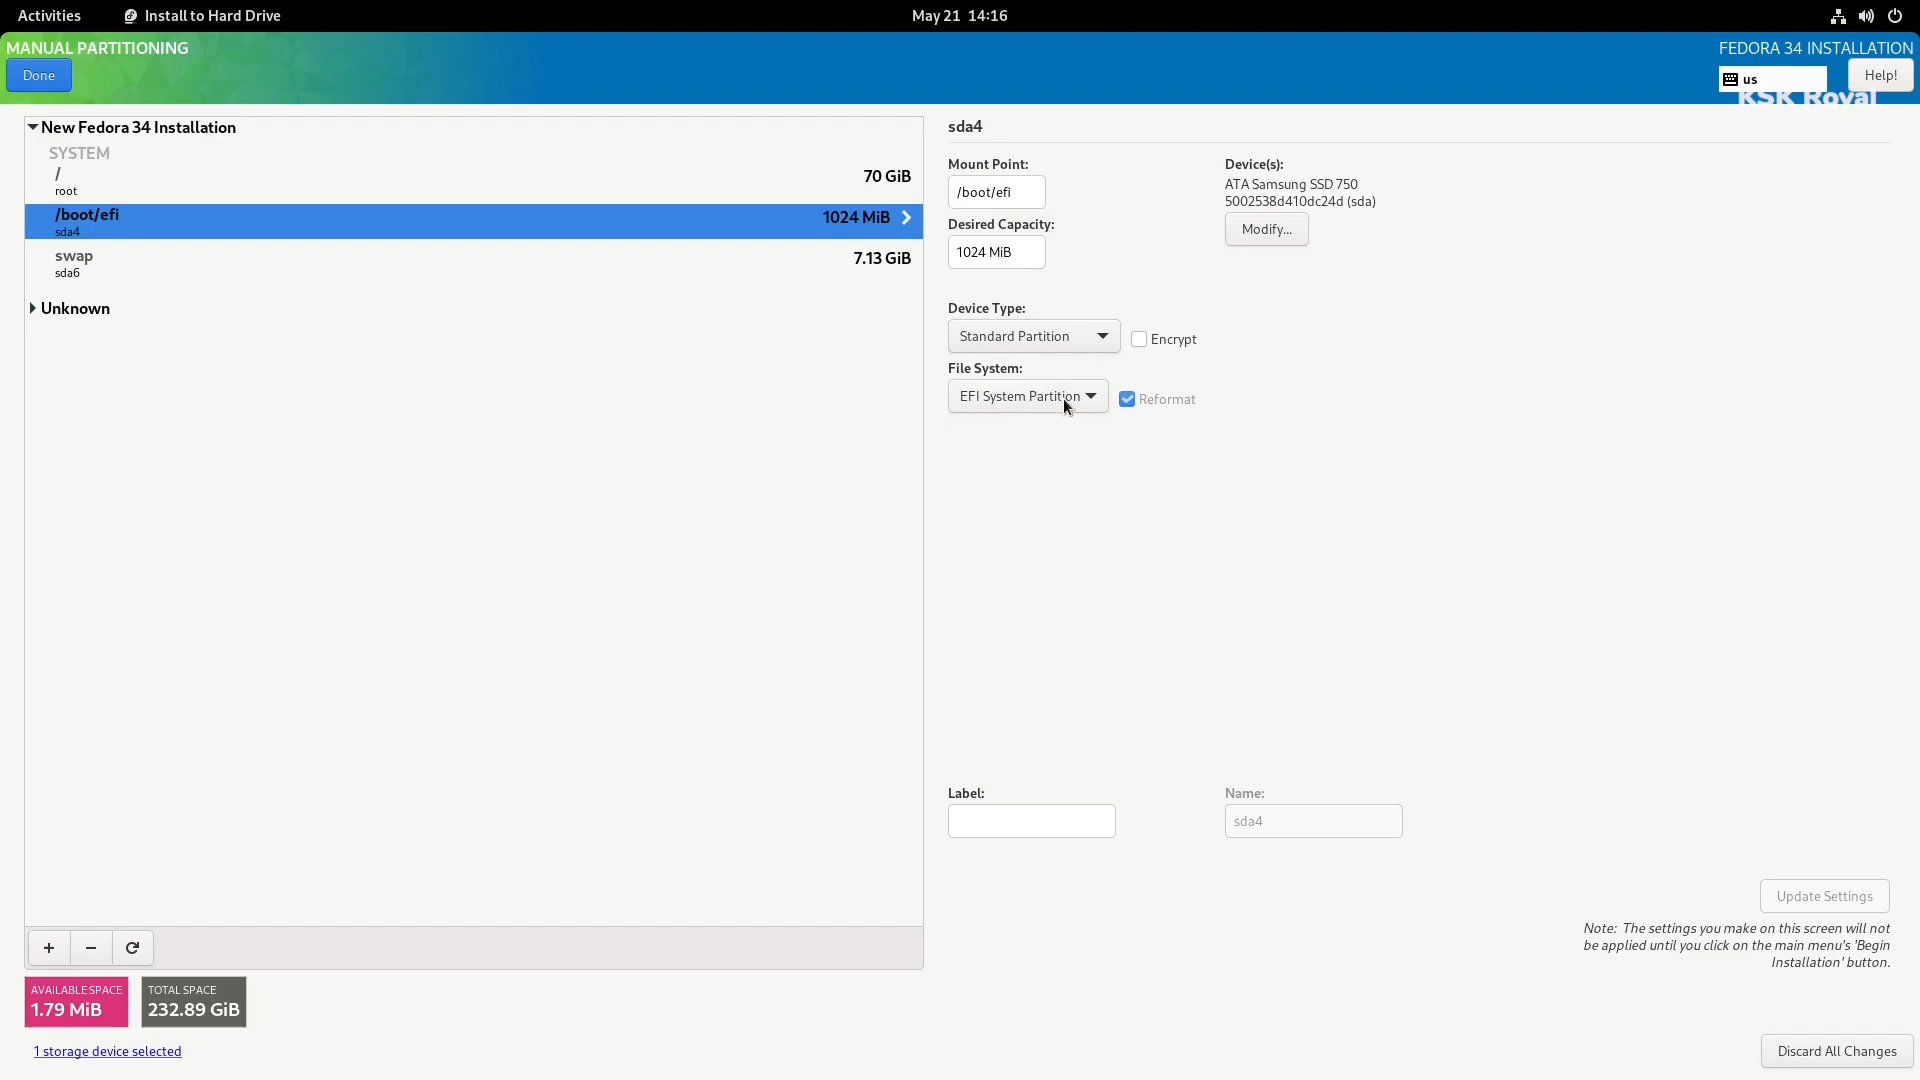 Activities
Install to Hard Drive
May 21 14:16
MANUAL PARTITIONING
FEDORA 34 INSTALLATION
Done
us
Help!
KSK Royal
New Fedora 34 Installation
SYSTEM
/
70 GiB
root
/boot/efi
1024 MiB
sda4
swap
7.13 GiB
sda6
Unknown
sda4
Mount Point:
/boot/efi
Desired Capacity:
1024 MiB
Device(s):
ATA Samsung SSD 750
5002538d410dc24d (sda)
Modify...
Device Type:
Standard Partition
Encrypt
File System:
EFI System Partition
Reformat
Label:
Name:
sda4
Update Settings
Note: The settings you make on this screen will not
be applied until you click on the main menu's 'Begin
Installation' button.
+
−
AVAILABLE SPACE
1.79 MiB
TOTAL SPACE
232.89 GiB
1 storage device selected
Discard All Changes